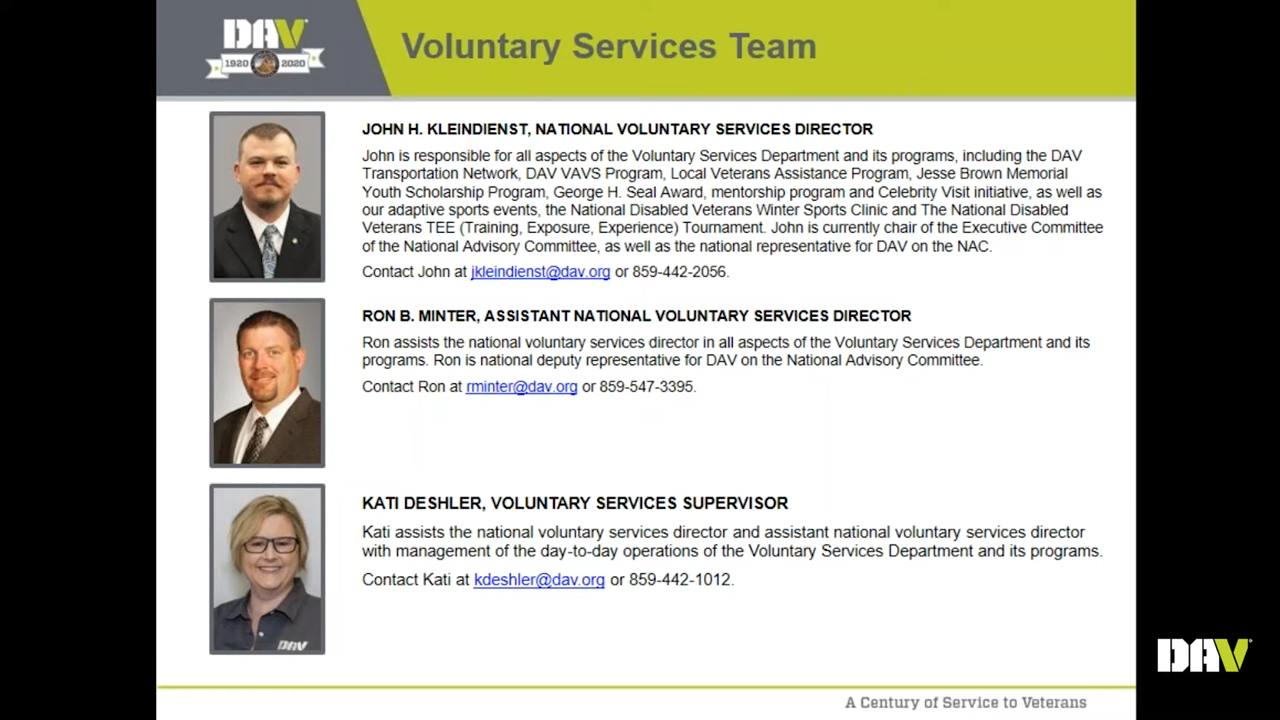 DAV
1920 2020
Voluntary Services Team
JOHN H. KLEINDIENST, NATIONAL VOLUNTARY SERVICES DIRECTOR
John is responsible for all aspects of the Voluntary Services Department and its programs, including the DAV
Transportation Network, DAV VAVS Program, Local Veterans Assistance Program, Jesse Brown Memorial
Youth Scholarship Program, George H. Seal Award, mentorship program and Celebrity Visit initiative, as well as
our adaptive sports events, the National Disabled Veterans Winter Sports Clinic and The National Disabled
Veterans TEE (Training, Exposure, Experience) Tournament. John is currently chair of the Executive Committee
of the National Advisory Committee, as well as the national representative for DAV on the NAC.
Contact John at jkleindienst@dav.org or 859-442-2056.
RON B. MINTER, ASSISTANT NATIONAL VOLUNTARY SERVICES DIRECTOR
Ron assists the national voluntary services director in all aspects of the Voluntary Services Department and its
programs. Ron is national deputy representative for DAV on the National Advisory Committee.
Contact Ron at rminter@dav.org or 859-547-3395.
KATI DESHLER, VOLUNTARY SERVICES SUPERVISOR
Kati assists the national voluntary services director and assistant national voluntary services director
with management of the day-to-day operations of the Voluntary Services Department and its programs.
Contact Kati at kdeshler@dav.org or 859-442-1012.
DAV
DAV
A Century of Service to Veterans